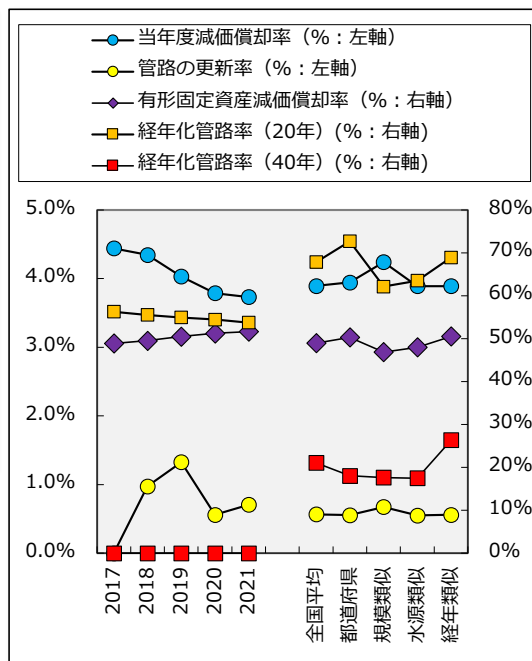 当年度減価償却率（%：左軸）
管路の更新率（%：左軸）
有形固定資産減価償却率（%：右軸）
経年化管路率（20年）(%：右軸)
経年化管路率（40年）(%：右軸)
5.0%
4.0%
3.0%
2.0%
1.0%
0.0%
80%
70%
60%
50%
40%
30%
20%
10%
0%
2017
2018
2019
2020
2021
全国平均
都道府県
規模類似
水源類似
経年類似